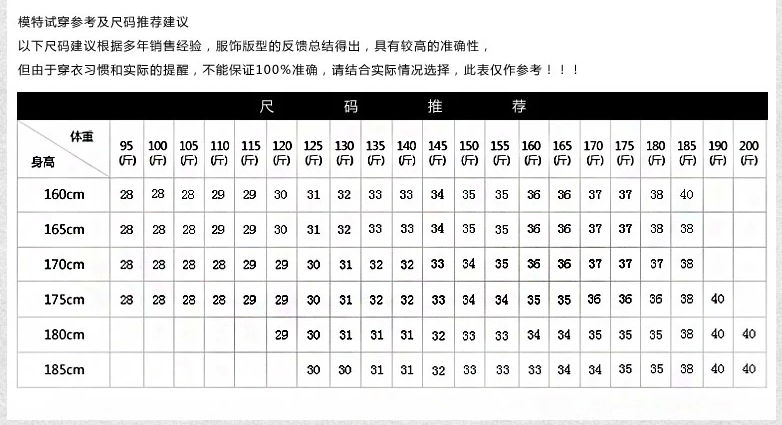 模特试穿参考及尺码推荐建议
以下尺码建议根据多年销售经验，服饰版型的反馈总结得出，具有较高的准确性，
但由于穿衣习惯和实际的提醒，不能保证100%准确，请结合实际情况选择，此表仅作参考！！！
尺 码 推 荐
体重 95 100 105 110 115 120 125 130 135 140 145 150 155 160 165 170 175 180 185 190 200
身高 (斤) (斤) (斤) (斤) (斤) (斤) (斤) (斤) (斤) (斤) (斤) (斤) (斤) (斤) (斤) (斤) (斤) (斤) (斤) (斤) (斤)
160cm 28 28 28 29 29 30 31 32 33 33 34 35 35 36 36 37 37 38 40
165cm 28 28 28 29 29 30 31 32 33 33 34 35 35 36 36 37 37 38 38
170cm 28 28 28 28 29 29 30 31 32 32 33 34 35 36 36 37 37 37 38
175cm 28 28 28 28 29 29 30 31 32 32 33 34 34 35 35 36 36 36 38 40
180cm 29 30 31 31 31 32 33 33 34 34 35 35 35 38 40 40
185cm 30 30 31 31 32 33 33 33 34 34 35 35 38 40 40